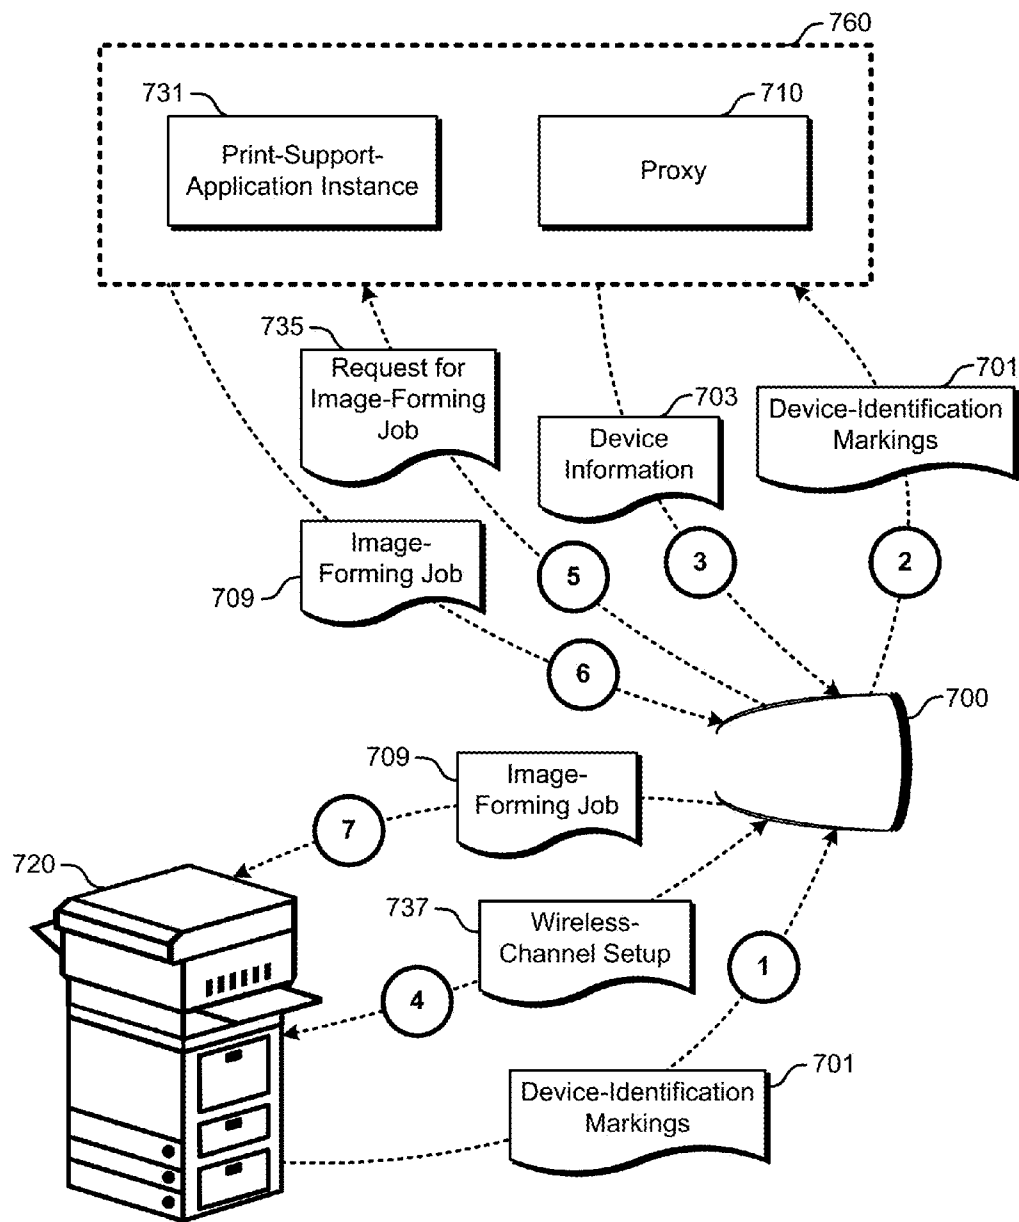 760
731
710
Print-Support-
Application Instance
Proxy
735
Request for
Image-Forming
Job
703
Device
Information
701
Device-Identification
Markings
709
Image-
Forming Job
5
3
2
6
700
709
Image-
Forming Job
7
720
737
Wireless-
Channel Setup
1
4
701
Device-Identification
Markings